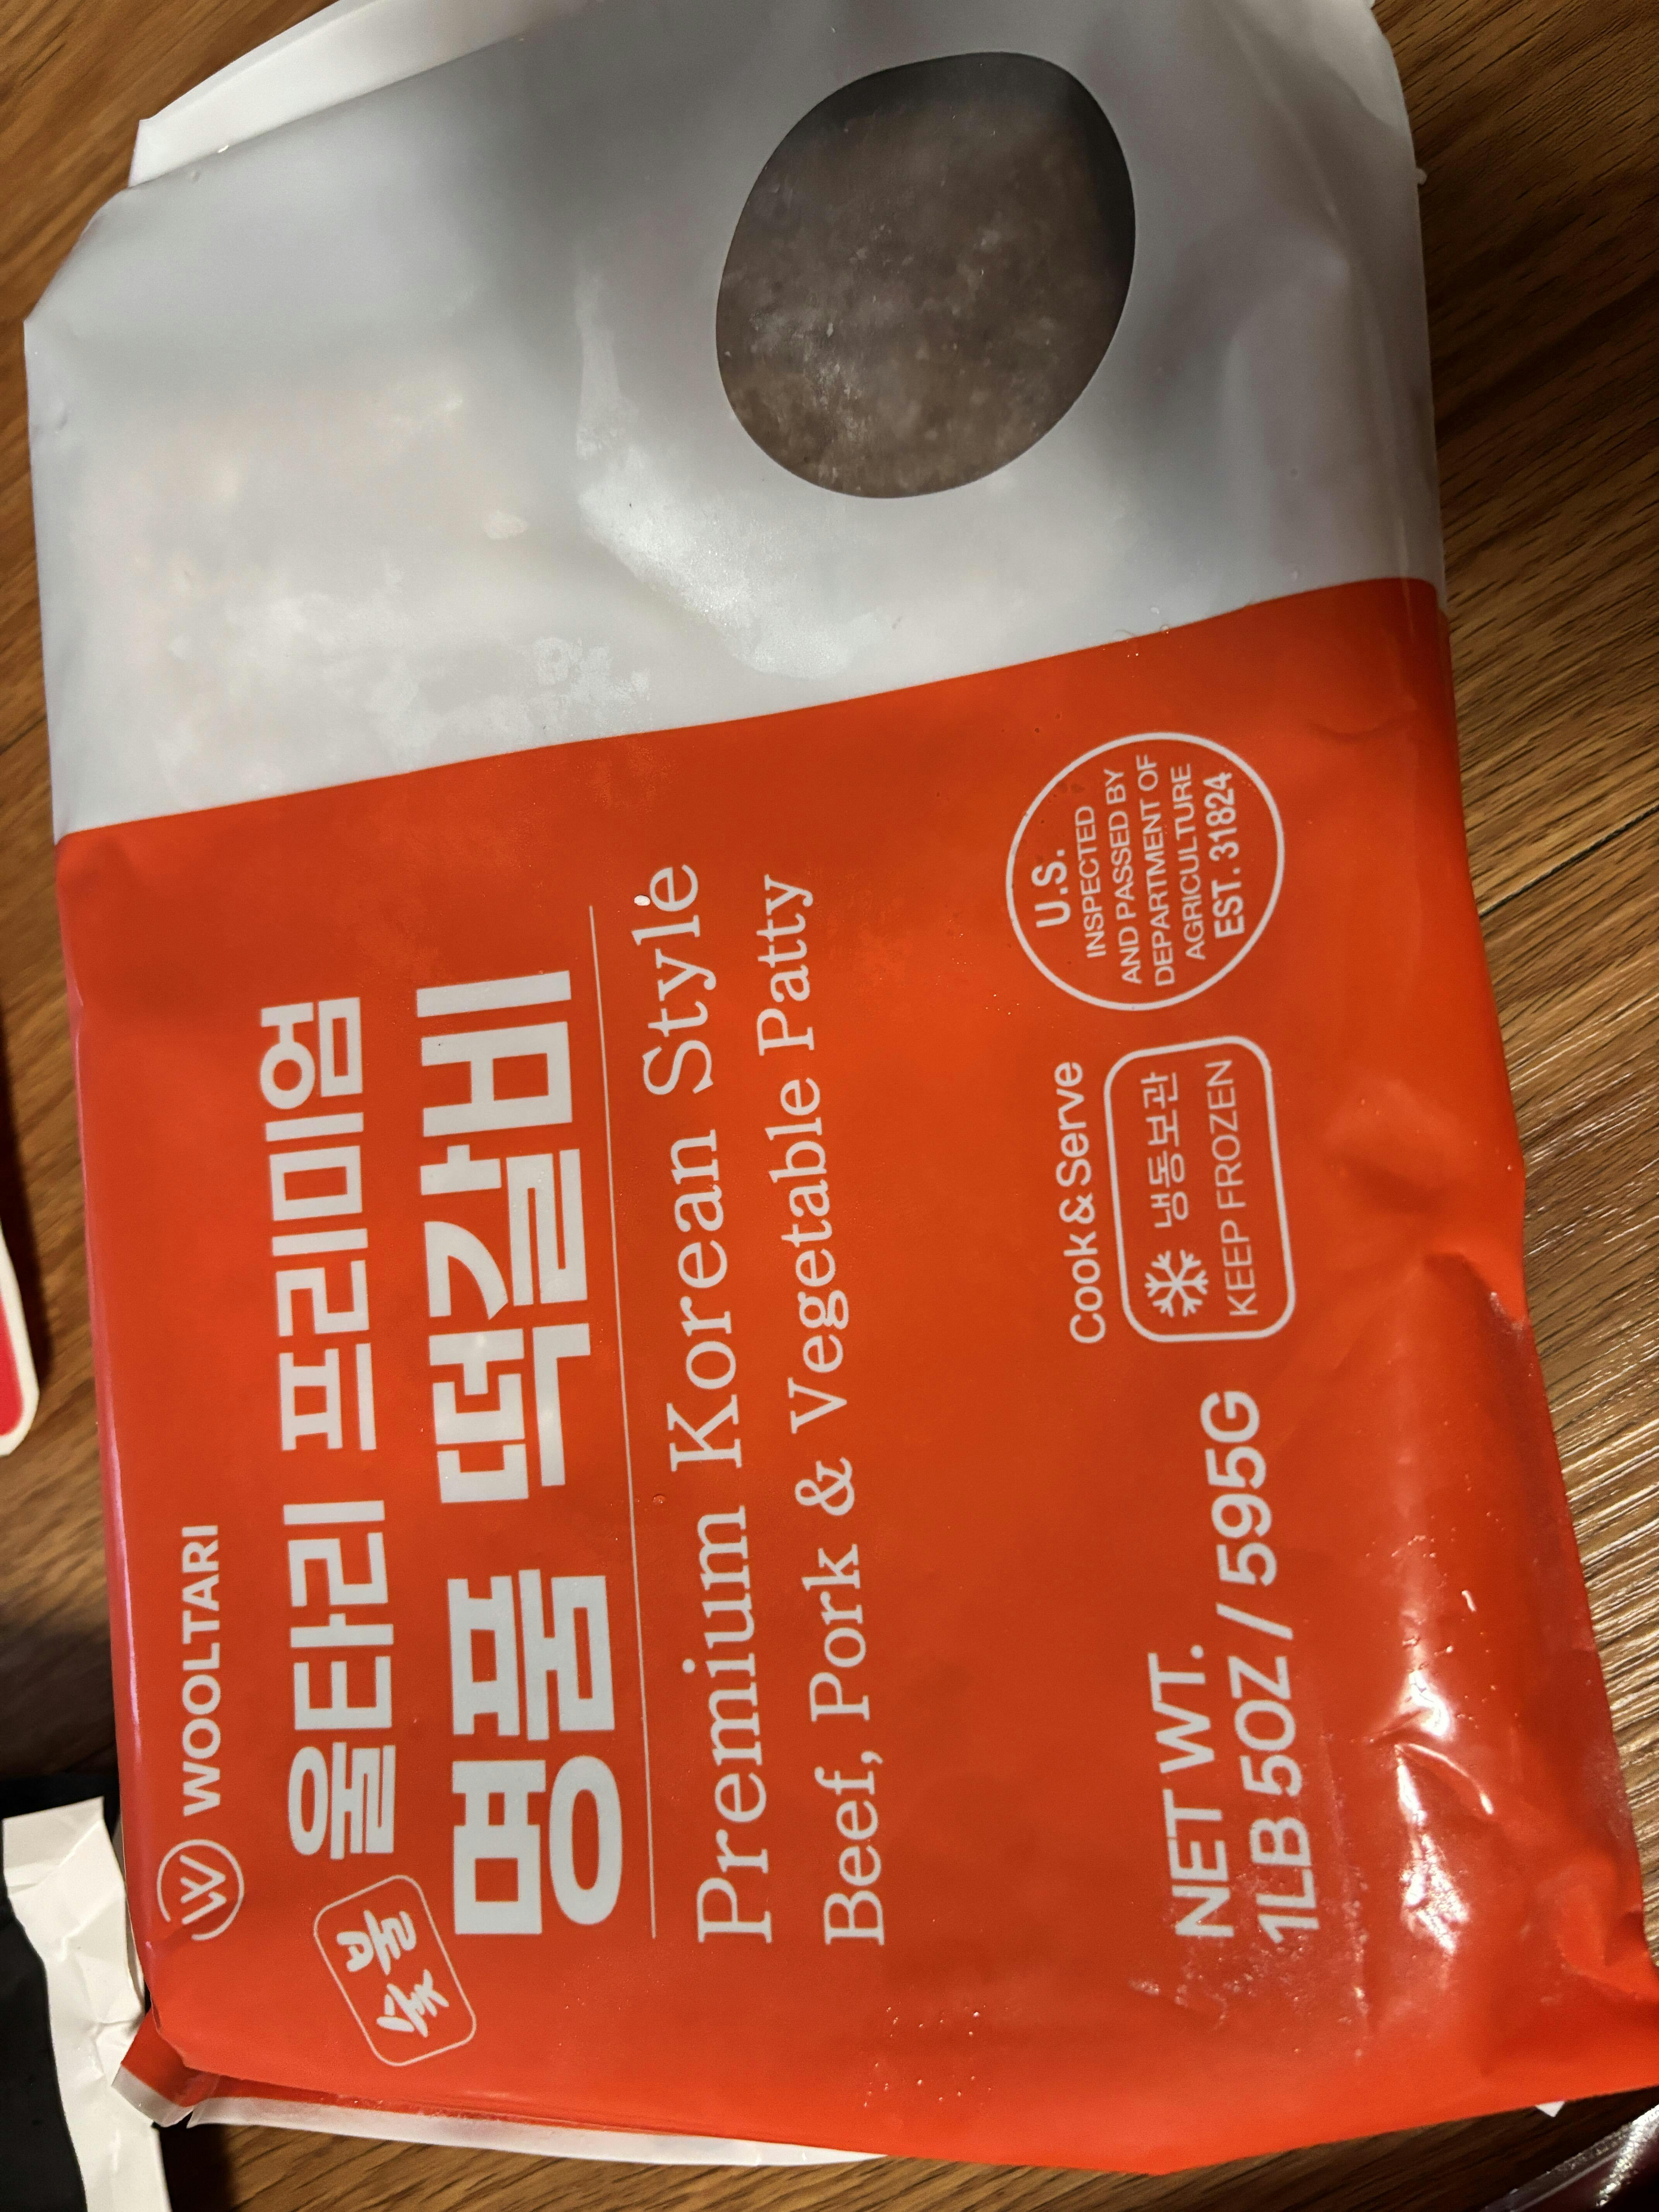 WOOLTARI
숯불
울타리 프리미엄
명품 떡갈비
Premium Korean Style
Beef, Pork & Vegetable Patty
NET WT.
1LB 5OZ / 595G
Cook & Serve
냉동보관
KEEP FROZEN
U.S.
INSPECTED
AND PASSED BY
DEPARTMENT OF
AGRICULTURE
EST. 31824